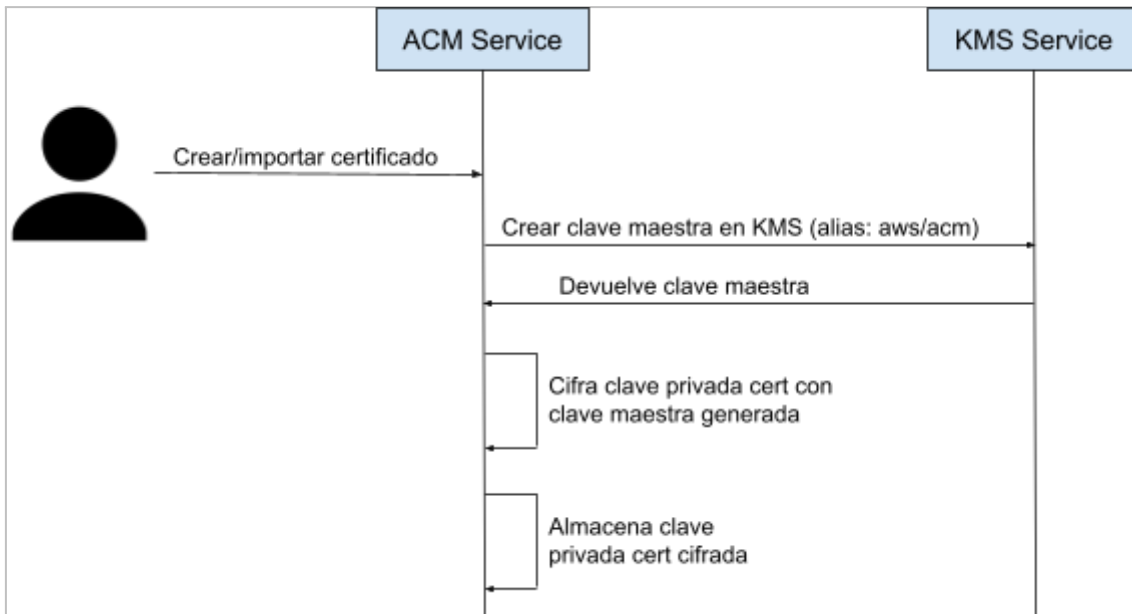 ACM Service
KMS Service
Crear/importar certificado
Crear clave maestra en KMS (alias: aws/acm)
Devuelve clave maestra
Cifra clave privada cert con
clave maestra generada
Almacena clave
privada cert cifrada